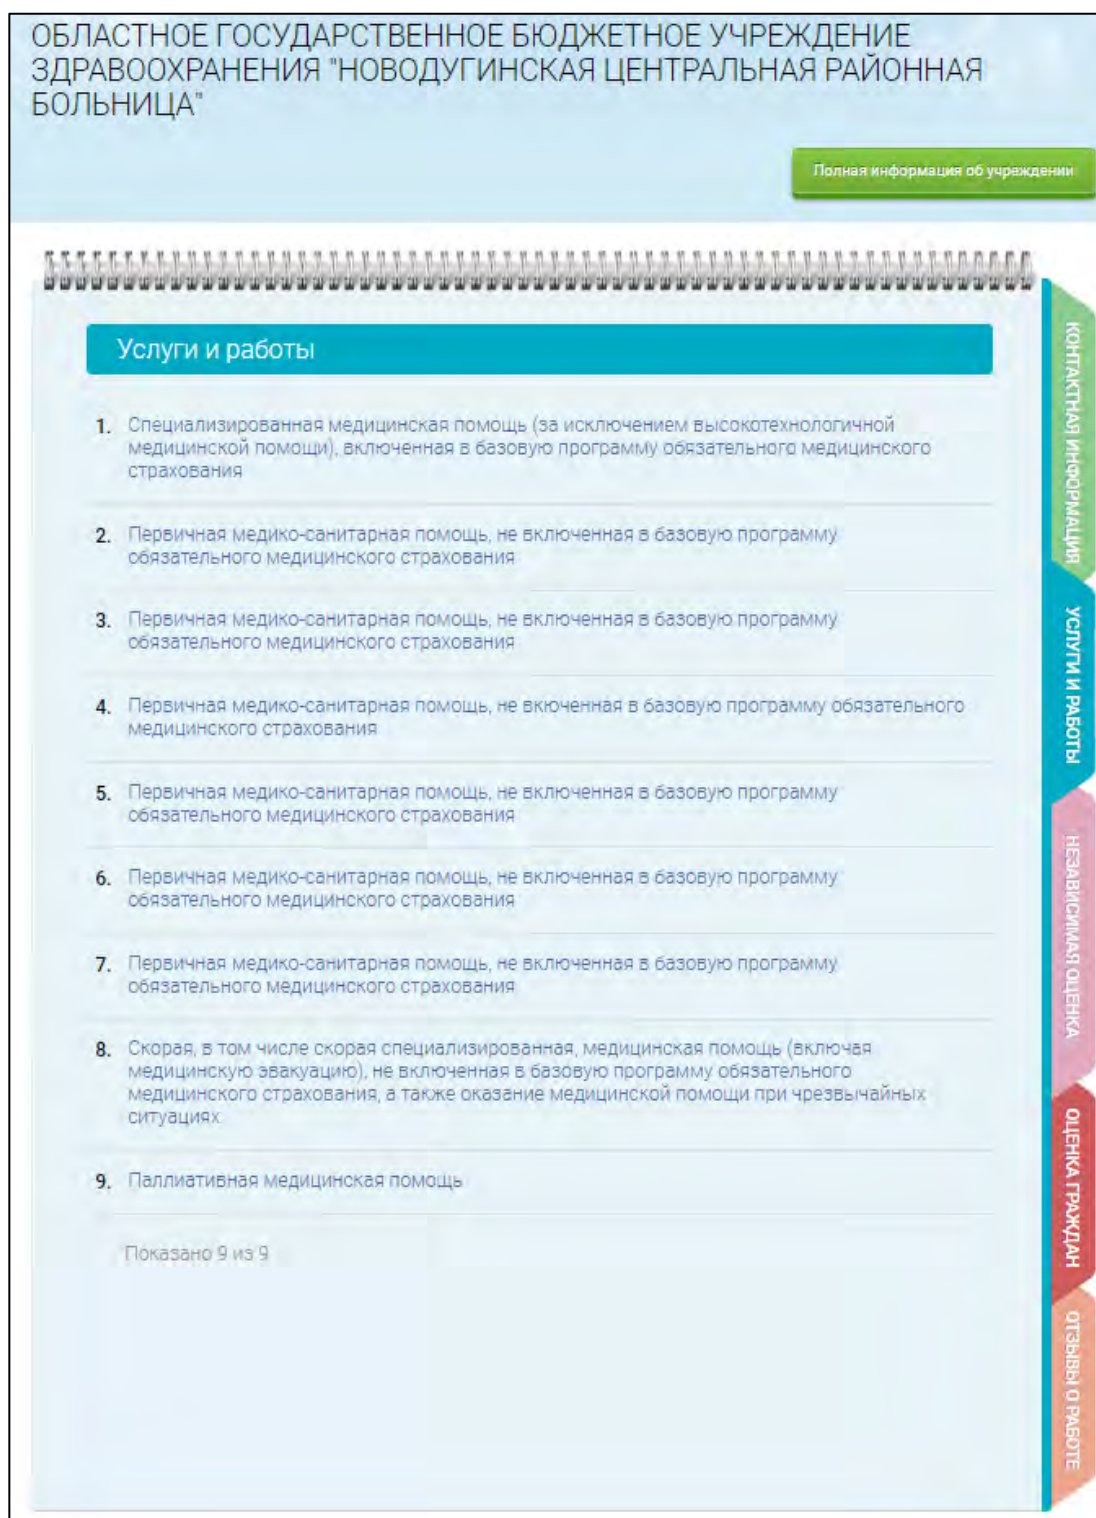 ОБЛАСТНОЕ ГОСУДАРСТВЕННОЕ БЮДЖЕТНОЕ УЧРЕЖДЕНИЕ
ЗДРАВООХРАНЕНИЯ "НОВОДУГИНСКАЯ ЦЕНТРАЛЬНАЯ РАЙОННАЯ
БОЛЬНИЦА"
Полная информация об учреждении
Услуги и работы
1. Специализированная медицинская помощь (за исключением высокотехнологичной
медицинской помощи), включенная в базовую программу обязательного медицинского
страхования
2. Первичная медико-санитарная помощь, не включенная в базовую программу
обязательного медицинского страхования
3. Первичная медико-санитарная помощь, не включенная в базовую программу
обязательного медицинского страхования
4. Первичная медико-санитарная помощь, не вкюченная в базовую программу обязательного
медицинского страхования
5. Первичная медико-санитарная помощь, не включенная в базовую программу
обязательного медицинского страхования
6. Первичная медико-санитарная помощь, не включенная в базовую программу
обязательного медицинского страхования
7. Первичная медико-санитарная помощь, не включенная в базовую программу
обязательного медицинского страхования
8. Скорая, в том числе скорая специализированная, медицинская помощь (включая
медицинскую эвакуацию), не включенная в базовую программу обязательного
медицинского страхования, а также оказание медицинской помощи при чрезвычайных
ситуациях
9. Паллиативная медицинская помощь
Показано 9 из 9
КОНТАКТНАЯ ИНФОРМАЦИЯ
УСЛУГИ И РАБОТЫ
НЕЗАВИСИМАЯ ОЦЕНКА
ОЦЕНКА ГРАЖДАН
ОТЗЫВЫ О РАБОТЕ